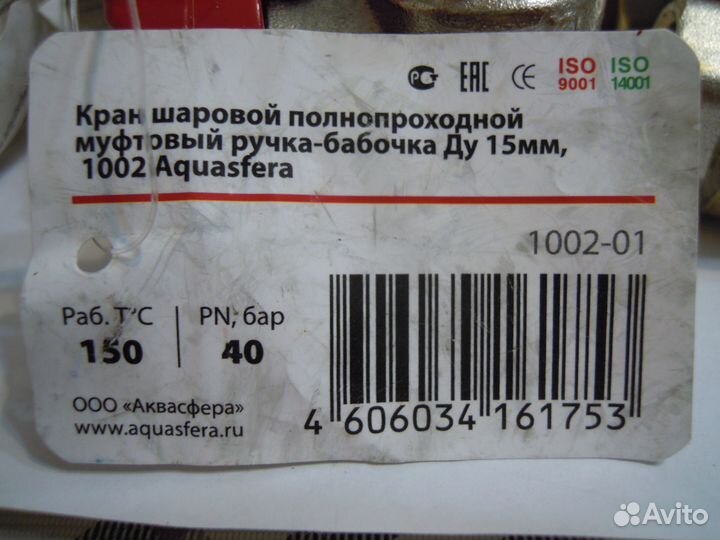 РСТ ЕАС CE ISO 9001 ISO 14001
Кран шаровой полнопроходной
муфтовый ручка-бабочка Ду 15мм,
1002 Aquasfera
1002-01
Раб. T°C PN, бар
150 40
ООО «Аквасфера»
www.aquasfera.ru
4 606034 161753
Avito